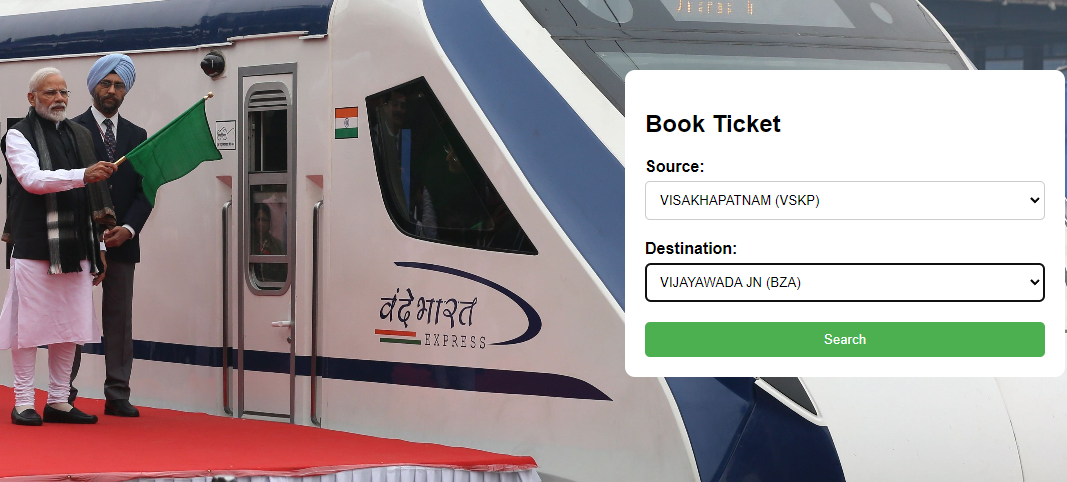 वंदे भारत
EXPRESS
Book Ticket
Source:
VISAKHAPATNAM (VSKP)
Destination:
VIJAYAWADA JN (BZA)
Search